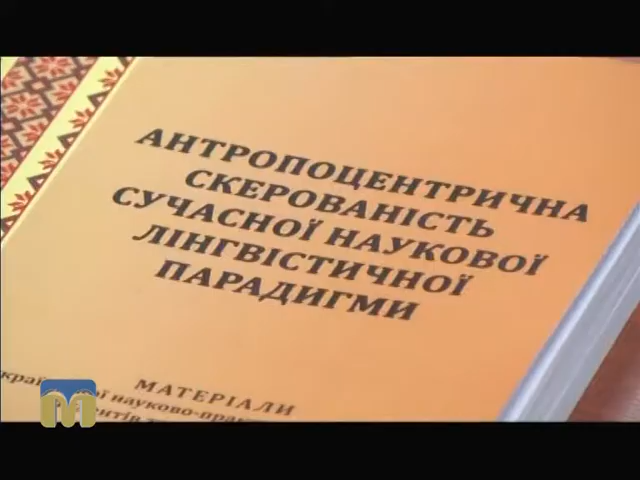 АНТРОПОЦЕНТРИЧНА
СКЕРОВАНІСТЬ
СУЧАСНОЇ НАУКОВОЇ
ЛІНГВІСТИЧНОЇ
ПАРАДИГМИ
МАТЕРІАЛИ